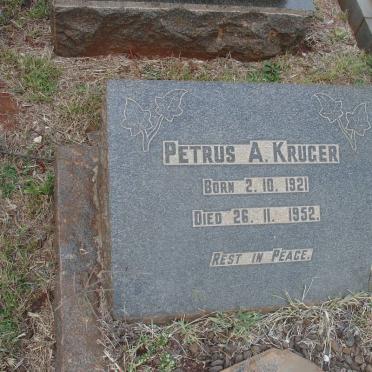 PETRUS A. KRUGER
BORN 2. 10. 1921
DIED 26. 11. 1952.
REST IN PEACE.